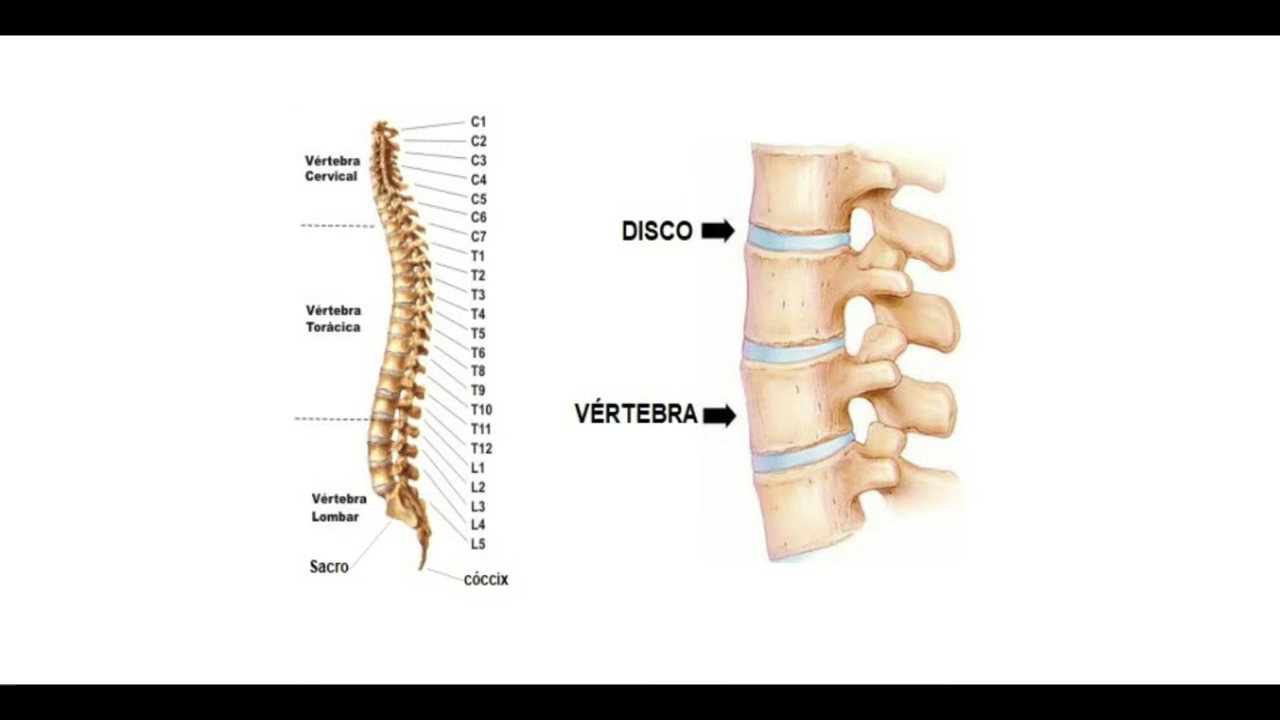 Vértebra
Cervical
Vértebra
Torácica
Vértebra
Lombar
Sacro
cóccix
C1
C2
C3
C4
C5
C6
C7
T1
T2
T3
T4
T5
T6
T8
T9
T10
T11
T12
L1
L2
L3
L4
L5
DISCO
VÉRTEBRA